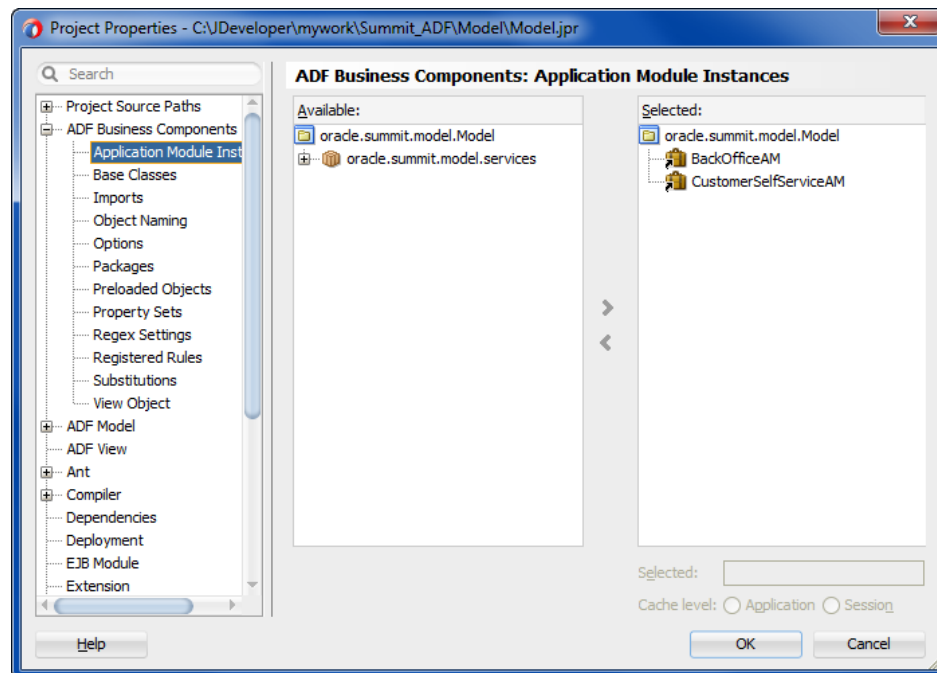 Project Properties - C:\JDeveloper\mywork\Summit_ADF\Model\Model.jpr
Search
Project Source Paths
ADF Business Components
Application Module Inst
Base Classes
Imports
Object Naming
Options
Packages
Preloaded Objects
Property Sets
Regex Settings
Registered Rules
Substitutions
View Object
ADF Model
ADF View
Ant
Compiler
Dependencies
Deployment
EJB Module
Extension
ADF Business Components: Application Module Instances
Available:
oracle.summit.model.Model
oracle.summit.model.services
Selected:
oracle.summit.model.Model
BackOfficeAM
CustomerSelfServiceAM
Selected:
Cache level: Application Session
Help
OK
Cancel